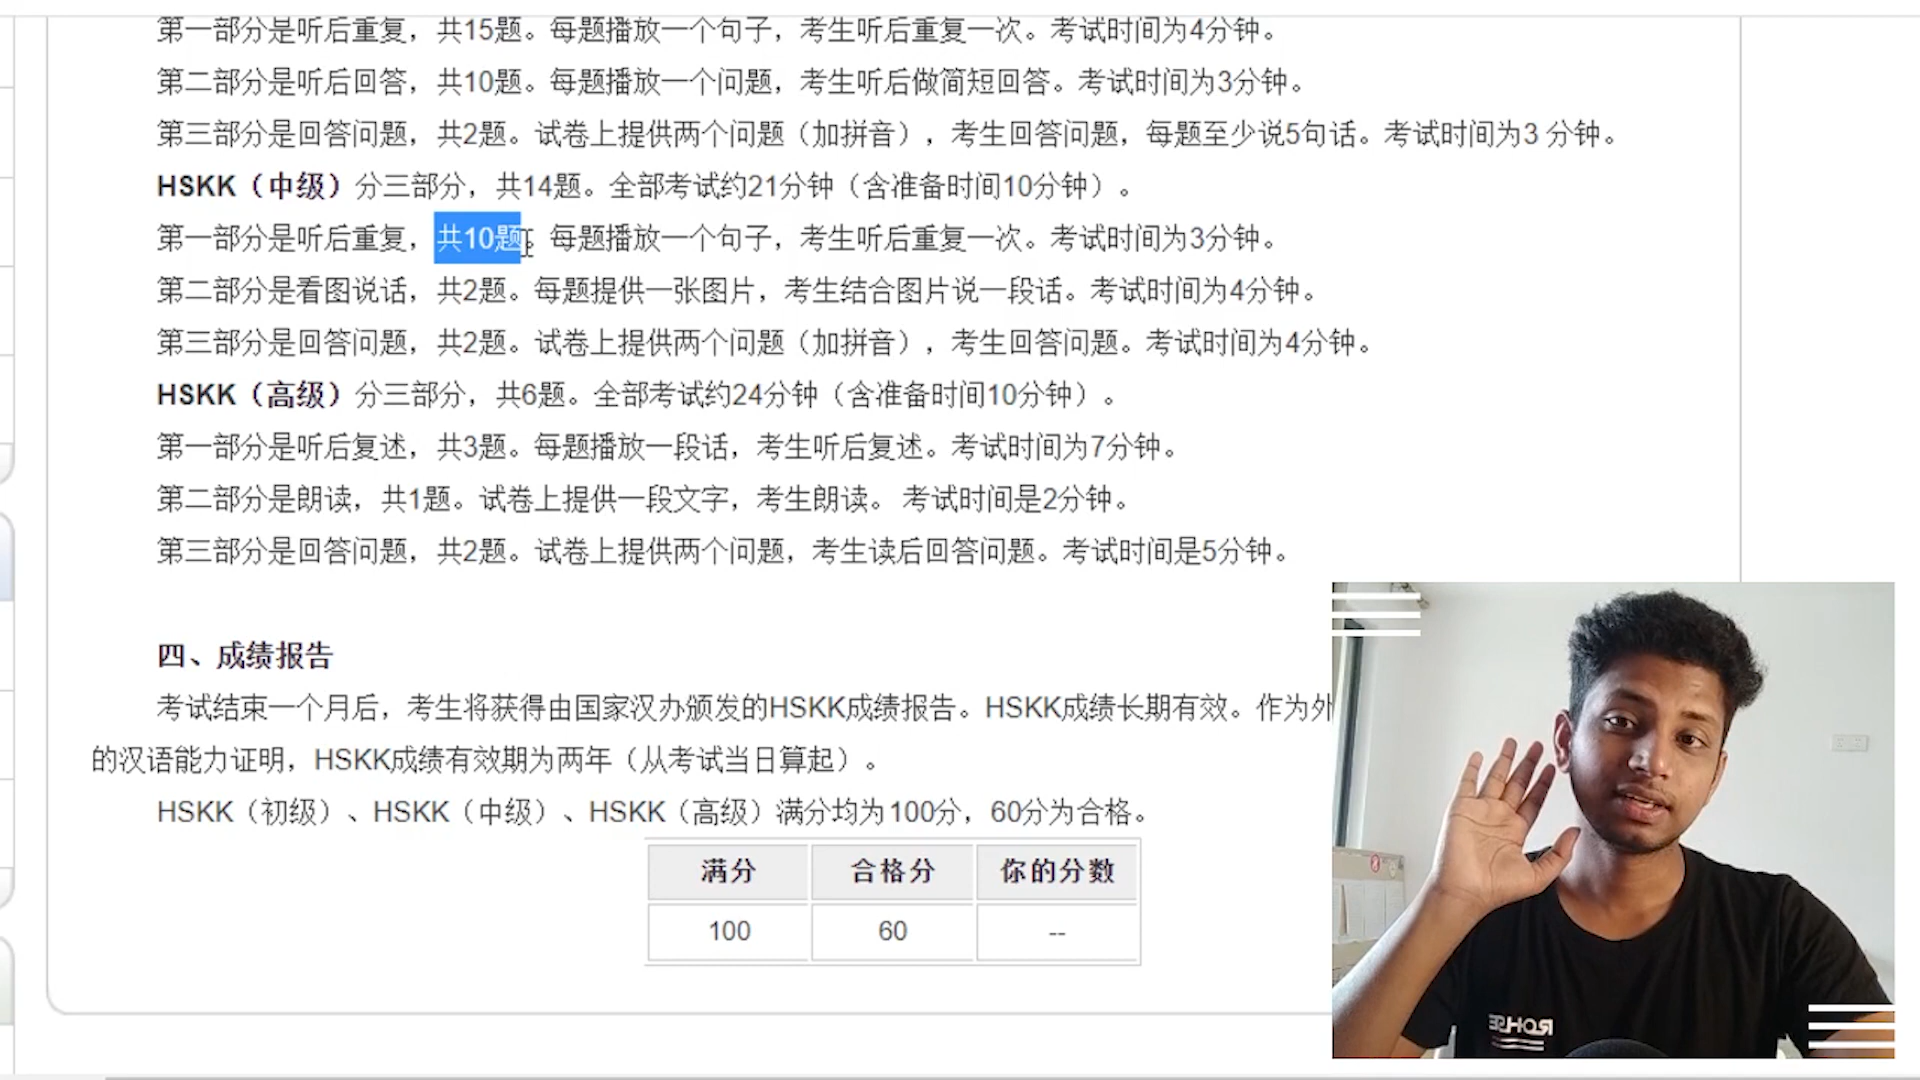 第一部分是听后重复，共15题。每题播放一个句子，考生听后重复一次。考试时间为4分钟。
第二部分是听后回答，共10题。每题播放一个问题，考生听后做简短回答。考试时间为3分钟。
第三部分是回答问题，共2题。试卷上提供两个问题（加拼音），考生回答问题，每题至少说5句话。考试时间为3 分钟。
HSKK（中级）分三部分，共14题。全部考试约21分钟（含准备时间10分钟）。
第一部分是听后重复，共10题。每题播放一个句子，考生听后重复一次。考试时间为3分钟。
第二部分是看图说话，共2题。每题提供一张图片，考生结合图片说一段话。考试时间为4分钟。
第三部分是回答问题，共2题。试卷上提供两个问题（加拼音），考生回答问题。考试时间为4分钟。
HSKK（高级）分三部分，共6题。全部考试约24分钟（含准备时间10分钟）。
第一部分是听后复述，共3题。每题播放一段话，考生听后复述。考试时间为7分钟。
第二部分是朗读，共1题。试卷上提供一段文字，考生朗读。 考试时间是2分钟。
第三部分是回答问题，共2题。试卷上提供两个问题，考生读后回答问题。考试时间是5分钟。
四、成绩报告
考试结束一个月后，考生将获得由国家汉办颁发的HSKK成绩报告。HSKK成绩长期有效。作为外
的汉语能力证明，HSKK成绩有效期为两年（从考试当日算起）。
HSKK（初级）、HSKK（中级）、HSKK（高级）满分均为100分，60分为合格。
满分 合格分 你的分数
100 60 --